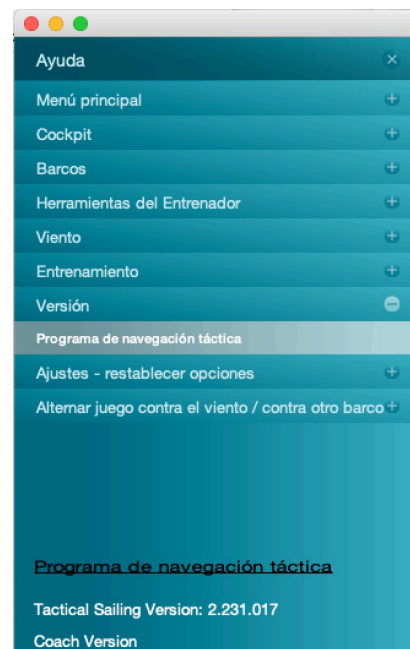 Ayuda
Menú principal
Cockpit
Barcos
Herramientas del Entrenador
Viento
Entrenamiento
Versión
Programa de navegación táctica
Ajustes - restablecer opciones
Alternar juego contra el viento / contra otro barco
Programa de navegación táctica
Tactical Sailing Version: 2.231.017
Coach Version